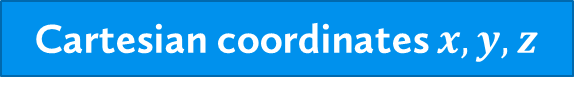 Cartesian coordinates x, y, z